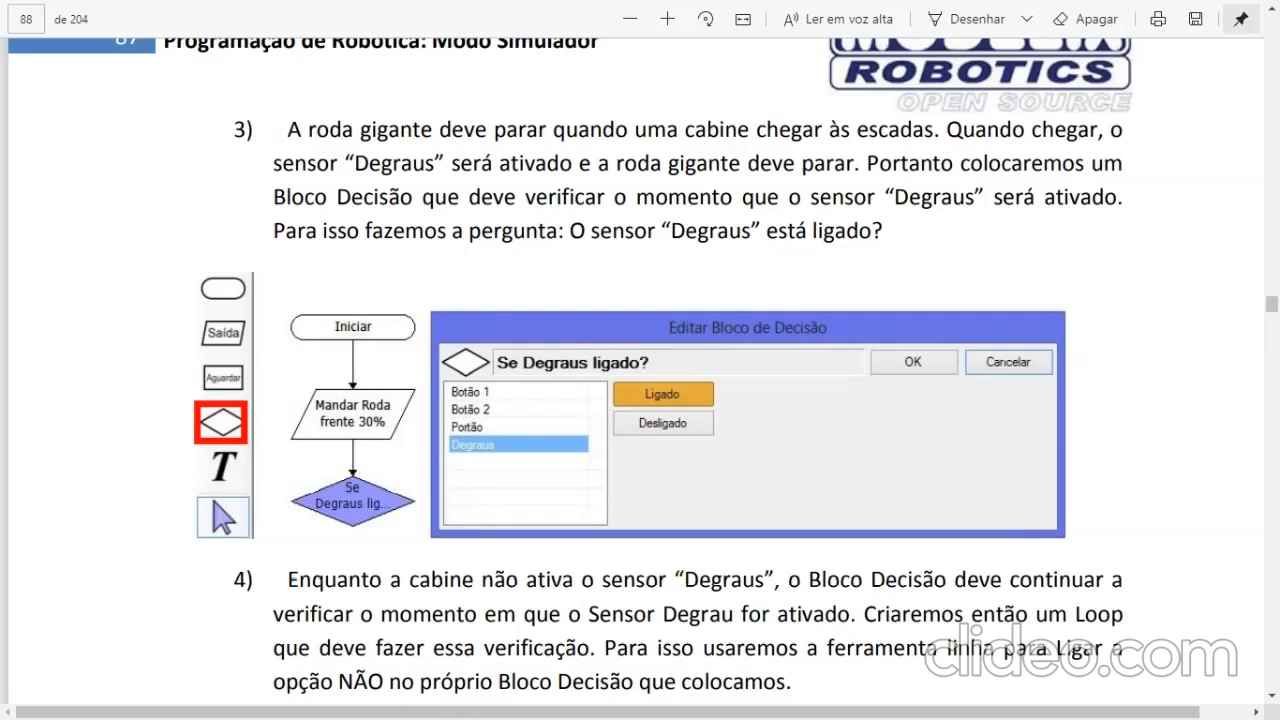 88 de 204
Ler em voz alta
Desenhar
Apagar
87 Programação de Robótica: Modo Simulador
ROBOTICS
OPEN SOURCE
3) A roda gigante deve parar quando uma cabine chegar às escadas. Quando chegar, o
sensor “Degraus” será ativado e a roda gigante deve parar. Portanto colocaremos um
Bloco Decisão que deve verificar o momento que o sensor “Degraus” será ativado.
Para isso fazemos a pergunta: O sensor “Degraus” está ligado?
Saída
Aguardar
T
Iniciar
Mandar Roda
frente 30%
Se
Degraus lig...
Editar Bloco de Decisão
Se Degraus ligado?
OK
Cancelar
Botão 1
Botão 2
Portão
Degraus
Ligado
Desligado
4) Enquanto a cabine não ativa o sensor “Degraus”, o Bloco Decisão deve continuar a
verificar o momento em que o Sensor Degrau for ativado. Criaremos então um Loop
que deve fazer essa verificação. Para isso usaremos a ferramenta linha para Ligar a
opção NÃO no próprio Bloco Decisão que colocamos.
clideo.com